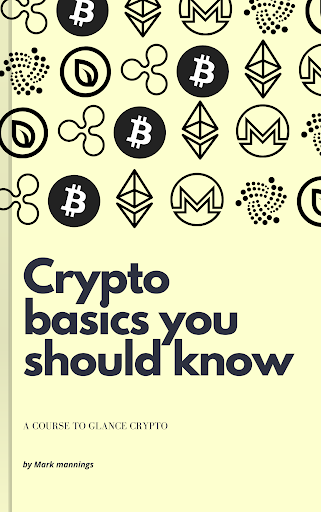 Crypto
basics you
should know
A COURSE TO GLANCE CRYPTO
by Mark mannings